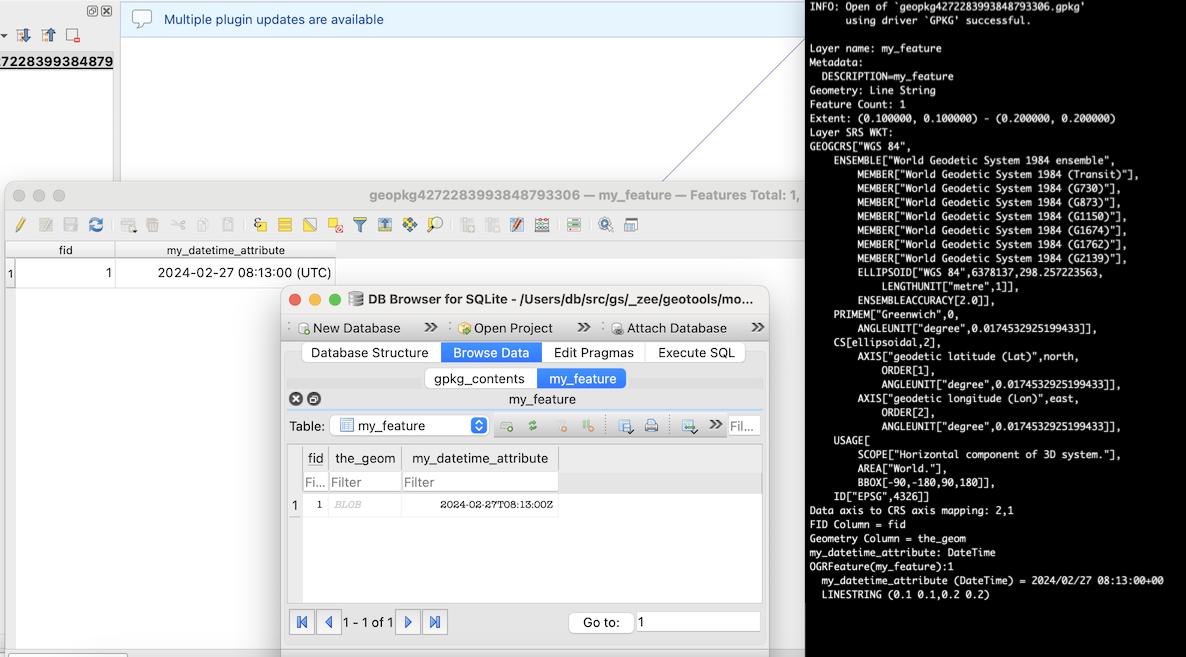 Multiple plugin updates are available
27228399384879
geopkg4272283993848793306 — my_feature — Features Total: 1,
fid
my_datetime_attribute
1
1
2024-02-27 08:13:00 (UTC)
DB Browser for SQLite - /Users/db/src/gs/_zee/geotools/mo...
New Database
Open Project
Attach Database
Database Structure
Browse Data
Edit Pragmas
Execute SQL
gpkg_contents
my_feature
my_feature
Table:
my_feature
Fil...
fid
the_geom
my_datetime_attribute
Fi...
Filter
Filter
1
1
BLOB
2024-02-27T08:13:00Z
1 - 1 of 1
Go to:
1
INFO: Open of `geopkg4272283993848793306.gpkg'
using driver `GPKG' successful.
Layer name: my_feature
Metadata:
DESCRIPTION=my_feature
Geometry: Line String
Feature Count: 1
Extent: (0.100000, 0.100000) - (0.200000, 0.200000)
Layer SRS WKT:
GEOGCRS["WGS 84",
ENSEMBLE["World Geodetic System 1984 ensemble",
MEMBER["World Geodetic System 1984 (Transit)"],
MEMBER["World Geodetic System 1984 (G730)"],
MEMBER["World Geodetic System 1984 (G873)"],
MEMBER["World Geodetic System 1984 (G1150)"],
MEMBER["World Geodetic System 1984 (G1674)"],
MEMBER["World Geodetic System 1984 (G1762)"],
MEMBER["World Geodetic System 1984 (G2139)"],
ELLIPSOID["WGS 84",6378137,298.257223563,
LENGTHUNIT["metre",1]],
ENSEMBLEACCURACY[2.0]],
PRIMEM["Greenwich",0,
ANGLEUNIT["degree",0.0174532925199433]],
CS[ellipsoidal,2],
AXIS["geodetic latitude (Lat)",north,
ORDER[1],
ANGLEUNIT["degree",0.0174532925199433]],
AXIS["geodetic longitude (Lon)",east,
ORDER[2],
ANGLEUNIT["degree",0.0174532925199433]],
USAGE[
SCOPE["Horizontal component of 3D system."],
AREA["World."],
BBOX[-90,-180,90,180]],
ID["EPSG",4326]]
Data axis to CRS axis mapping: 2,1
FID Column = fid
Geometry Column = the_geom
my_datetime_attribute: DateTime
OGRFeature(my_feature):1
my_datetime_attribute (DateTime) = 2024/02/27 08:13:00+00
LINESTRING (0.1 0.1,0.2 0.2)